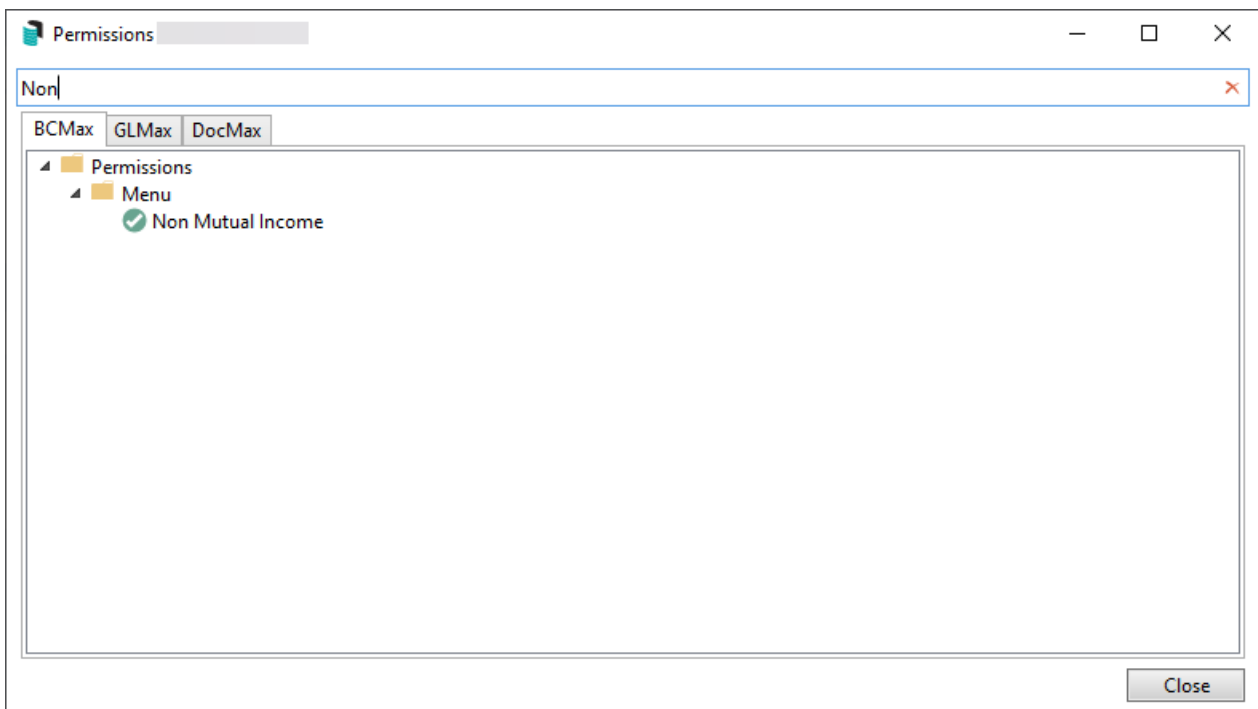 Permissions
Non
BCMax GLMax DocMax
Permissions
Menu
Non Mutual Income
Close